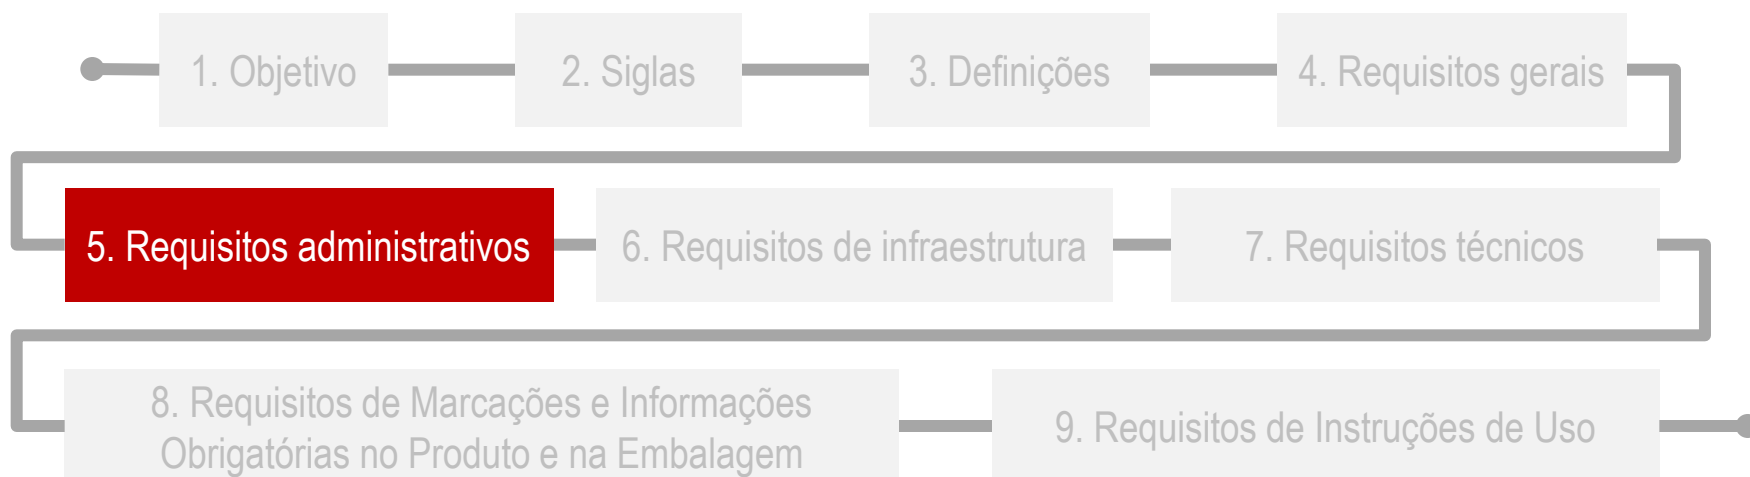 1. Objetivo
2. Siglas
3. Definições
4. Requisitos gerais
5. Requisitos administrativos
6. Requisitos de infraestrutura
7. Requisitos técnicos
8. Requisitos de Marcações e Informações
Obrigatórias no Produto e na Embalagem
9. Requisitos de Instruções de Uso